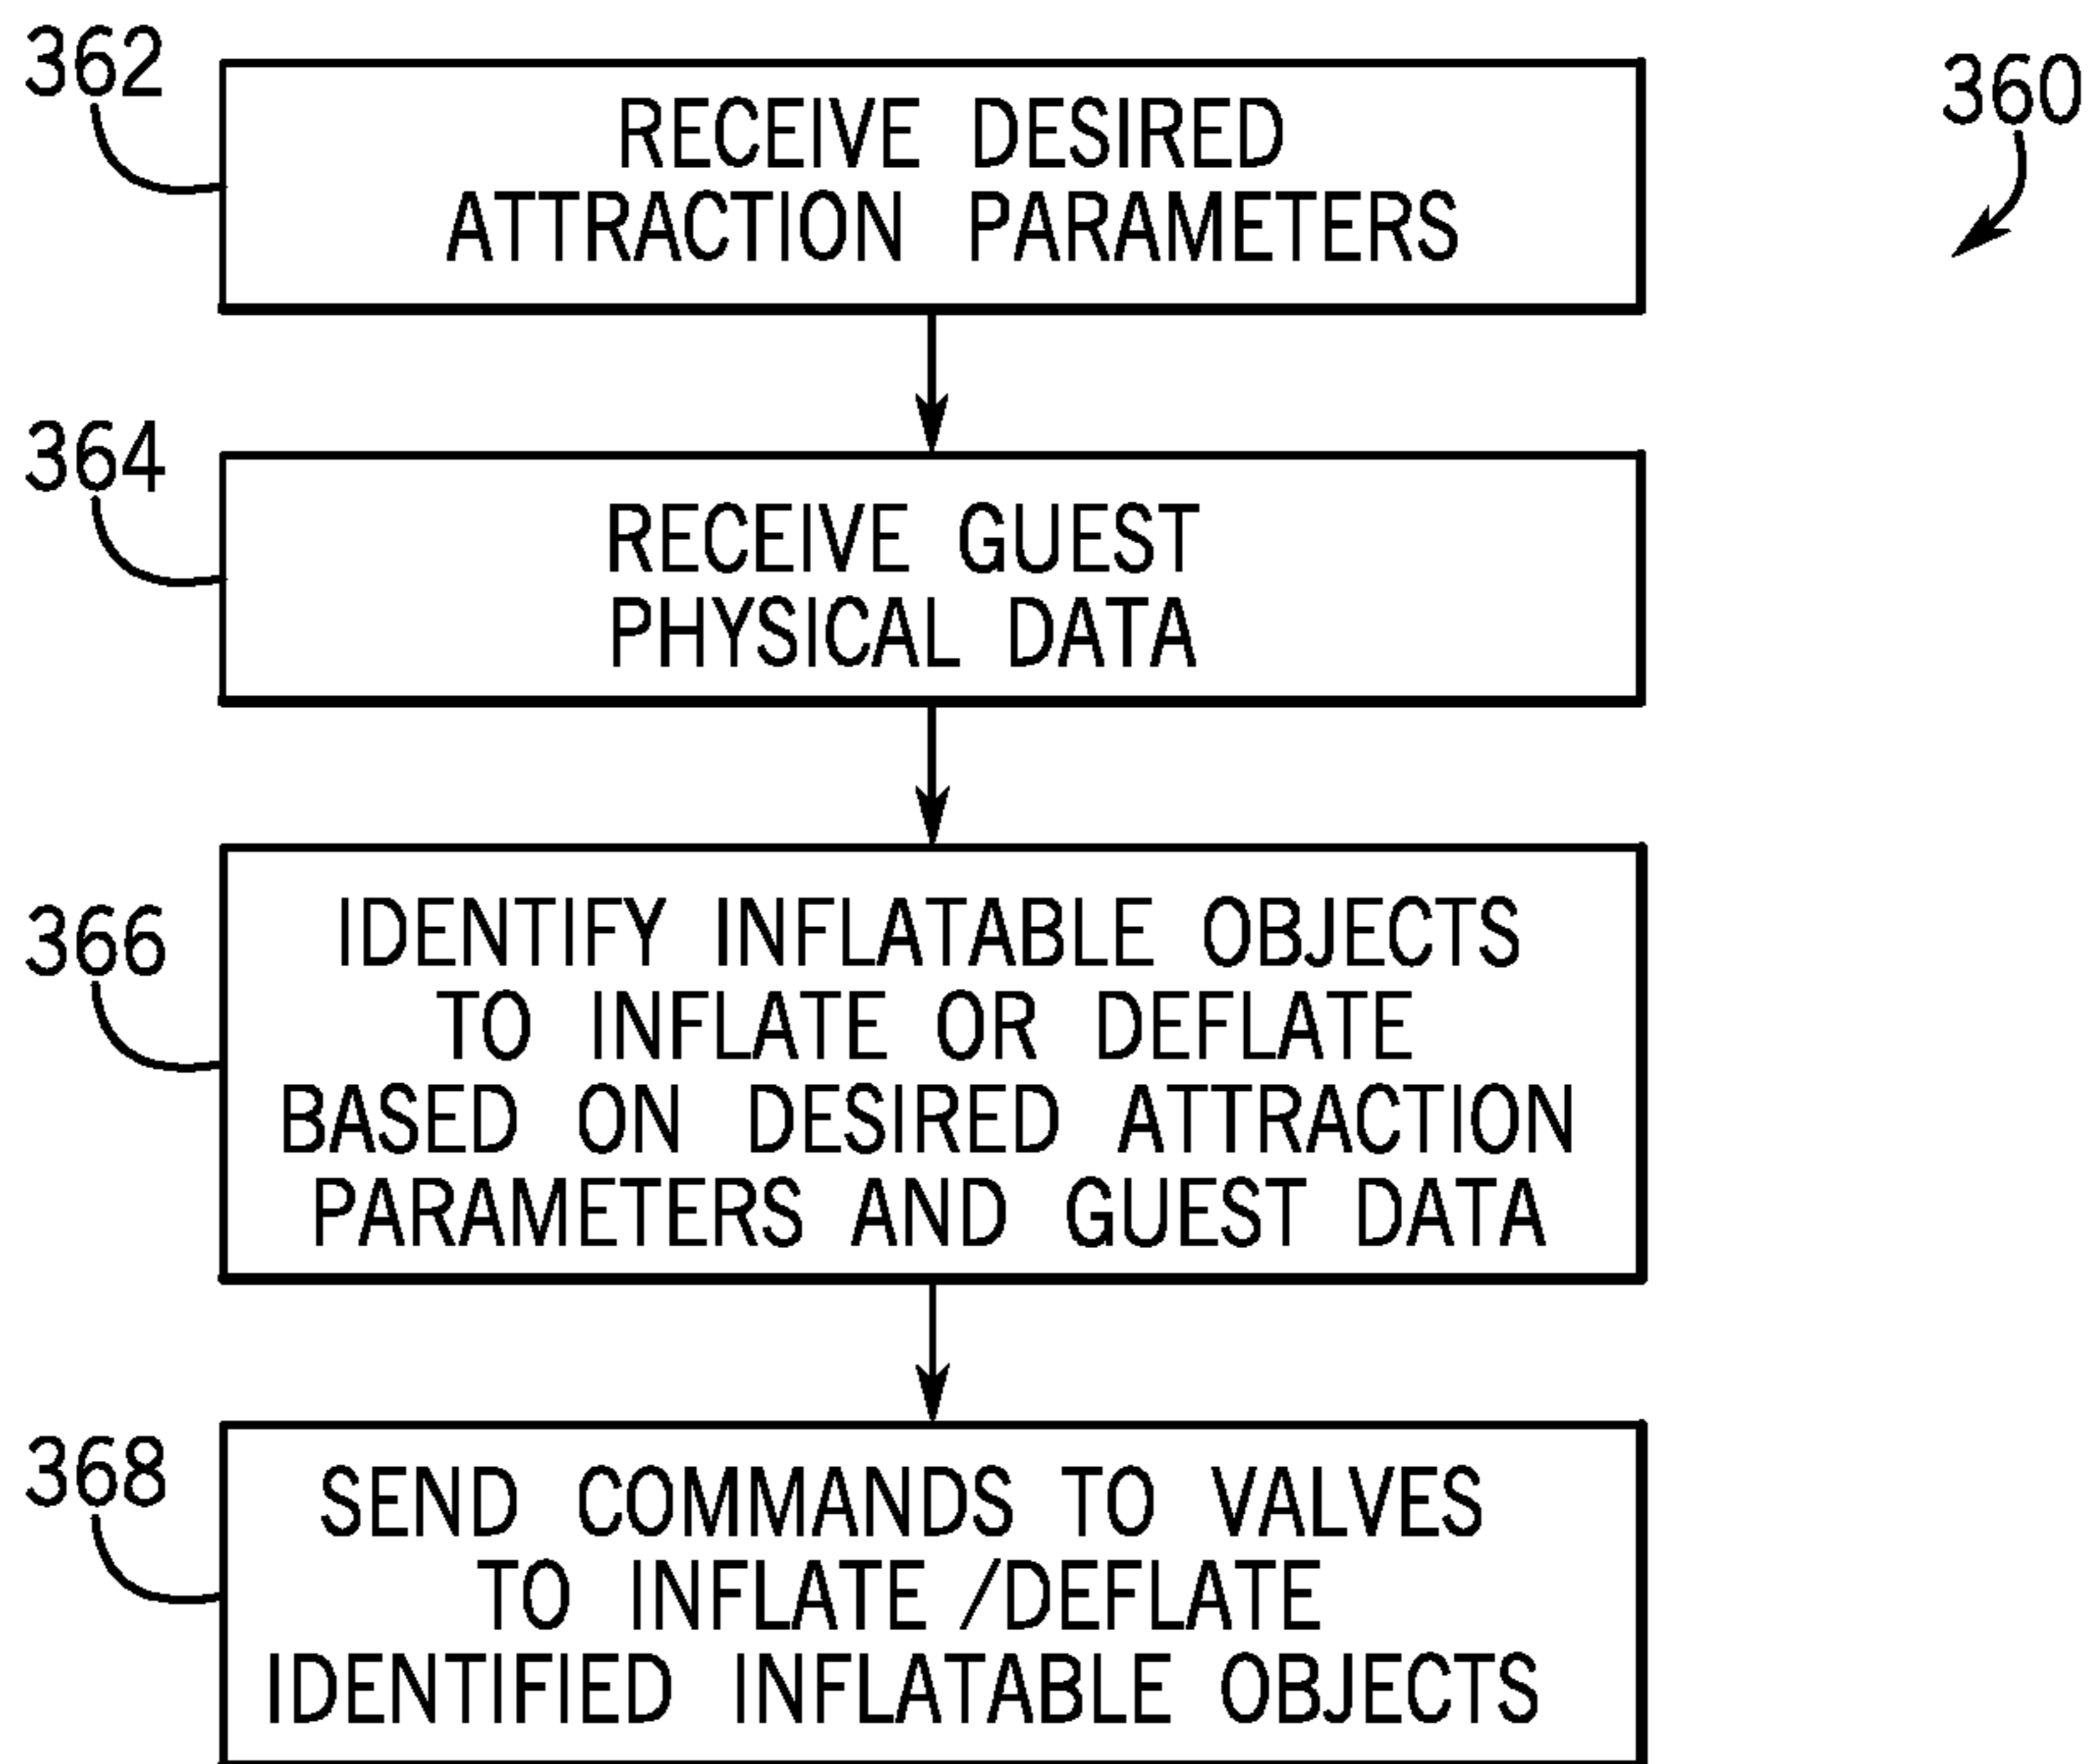 362
360
RECEIVE DESIRED
ATTRACTION PARAMETERS
364
RECEIVE GUEST
PHYSICAL DATA
366
IDENTIFY INFLATABLE OBJECTS
TO INFLATE OR DEFLATE
BASED ON DESIRED ATTRACTION
PARAMETERS AND GUEST DATA
368
SEND COMMANDS TO VALVES
TO INFLATE /DEFLATE
IDENTIFIED INFLATABLE OBJECTS